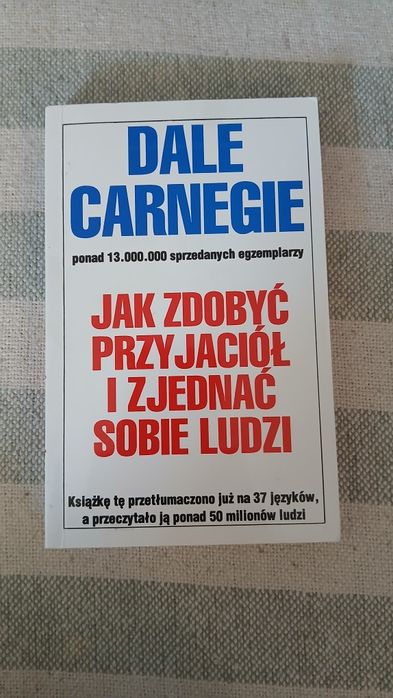 DALE
CARNEGIE
ponad 13.000.000 sprzedanych egzemplarzy
JAK ZDOBYĆ
PRZYJACIÓŁ
I ZJEDNAĆ
SOBIE LUDZI
Książkę tę przetłumaczono już na 37 języków,
a przeczytało ją ponad 50 milionów ludzi